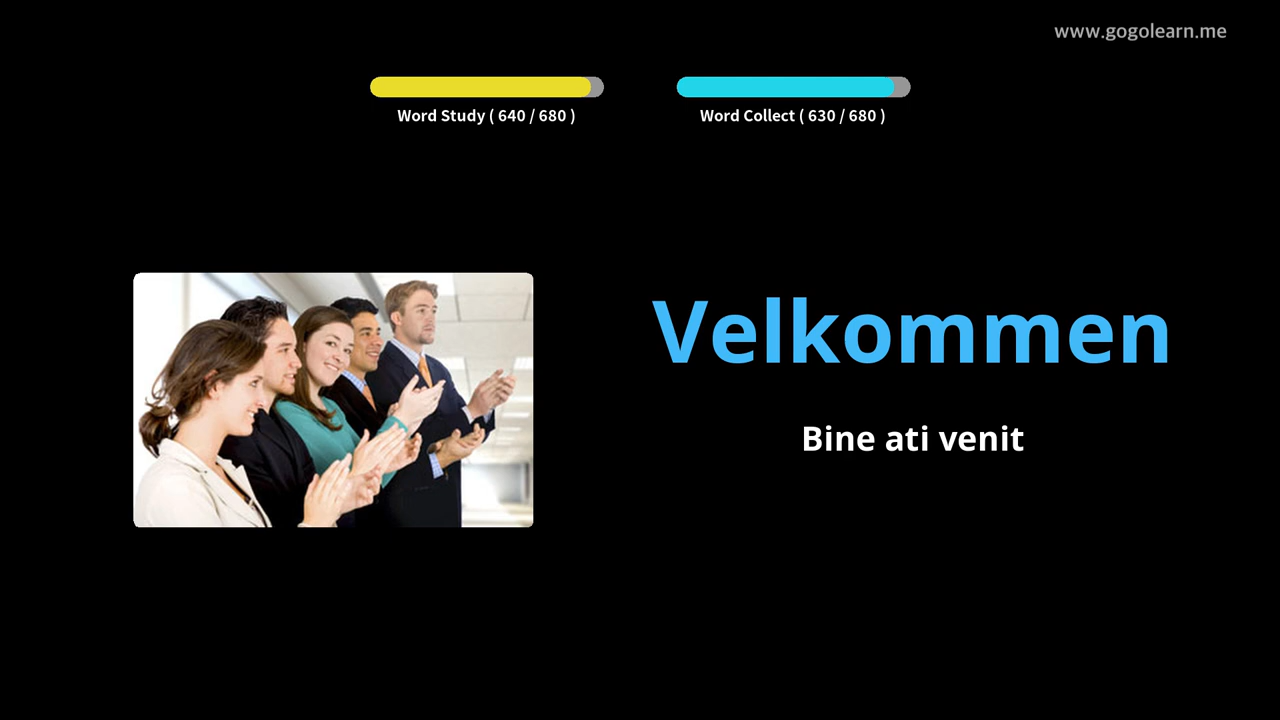 www.gogolearn.me
Word Study ( 640 / 680 )
Word Collect ( 630 / 680 )
Velkommen
Bine ati venit